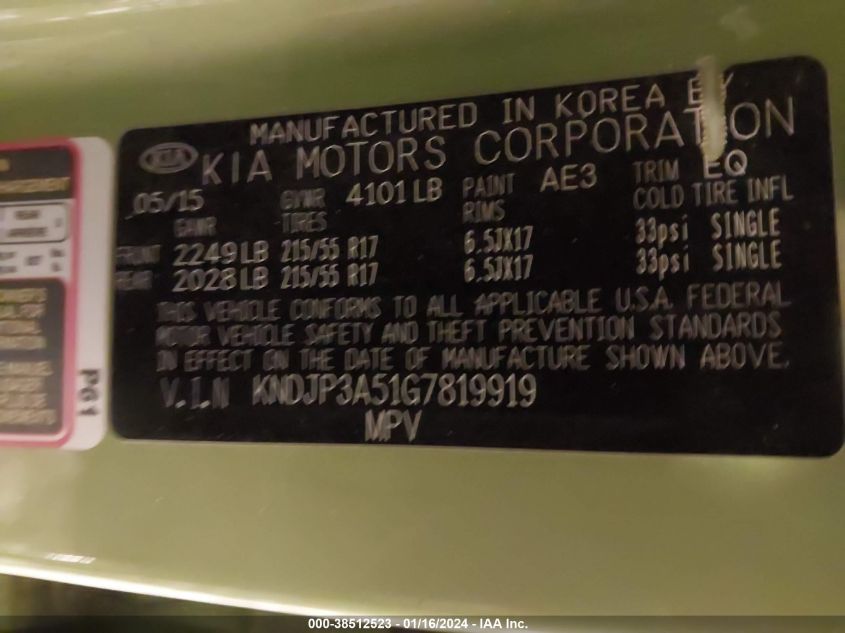 MANUFACTURED IN KOREA BY
KIA KIA MOTORS CORPORATION
05/15 GVWR 4101 LB PAINT AE3 TRIM EQ
GAWR TIRES RIMS COLD TIRE INFL
FRONT 2249 LB 215/55 R17 6.5JX17 33psi SINGLE
REAR 2028 LB 215/55 R17 6.5JX17 33psi SINGLE
THIS VEHICLE CONFORMS TO ALL APPLICABLE U.S.A. FEDERAL
MOTOR VEHICLE SAFETY AND THEFT PREVENTION STANDARDS
IN EFFECT ON THE DATE OF MANUFACTURE SHOWN ABOVE.
V.I.N KNDJP3A51G7819919
MPV
REAR
P61
000-38512523 - 01/16/2024 - IAA Inc.